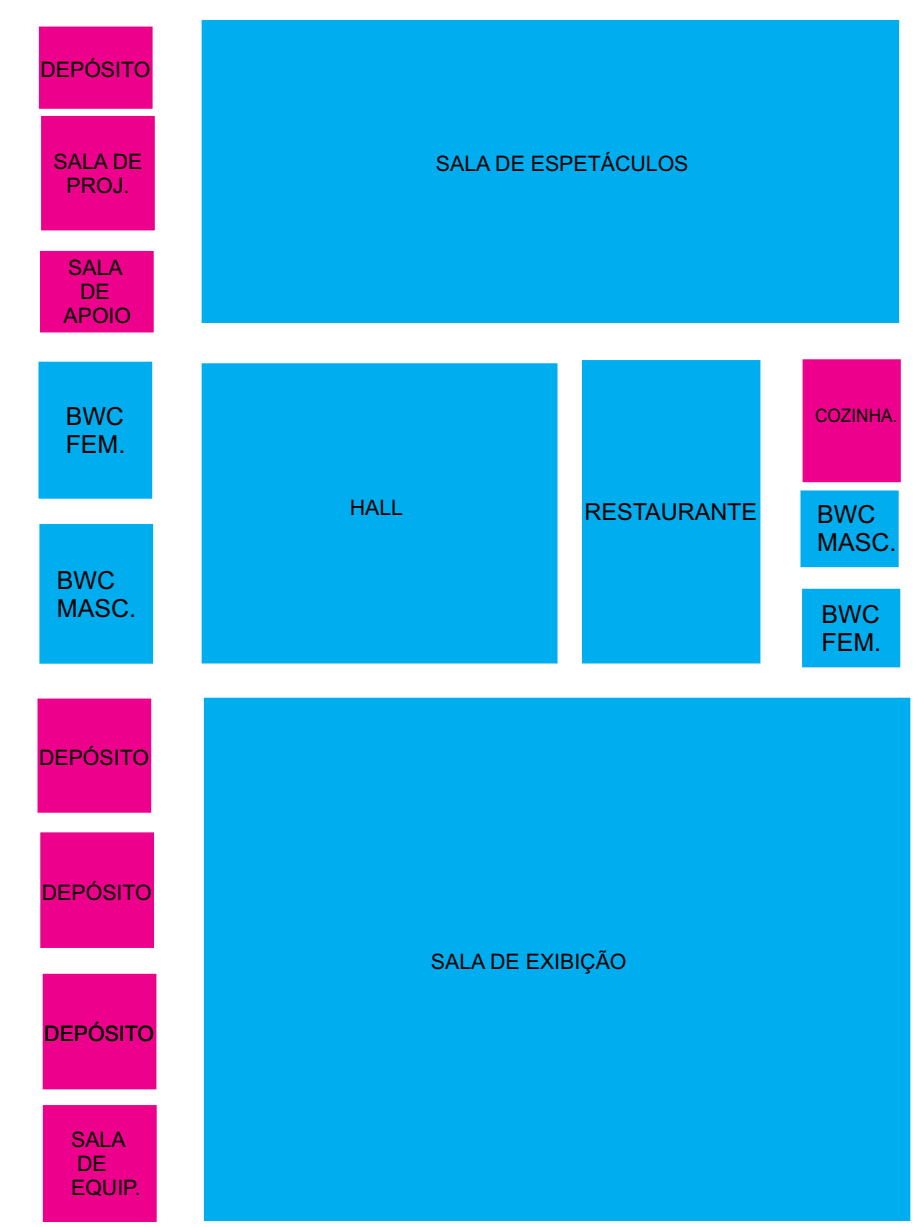 DEPÓSITO
SALA DE
PROJ.
SALA DE ESPETÁCULOS
SALA
DE
APOIO
BWC
FEM.
HALL
RESTAURANTE
COZINHA.
BWC
MASC.
BWC
MASC.
BWC
FEM.
DEPÓSITO
DEPÓSITO
SALA DE EXIBIÇÃO
DEPÓSITO
SALA
DE
EQUIP.